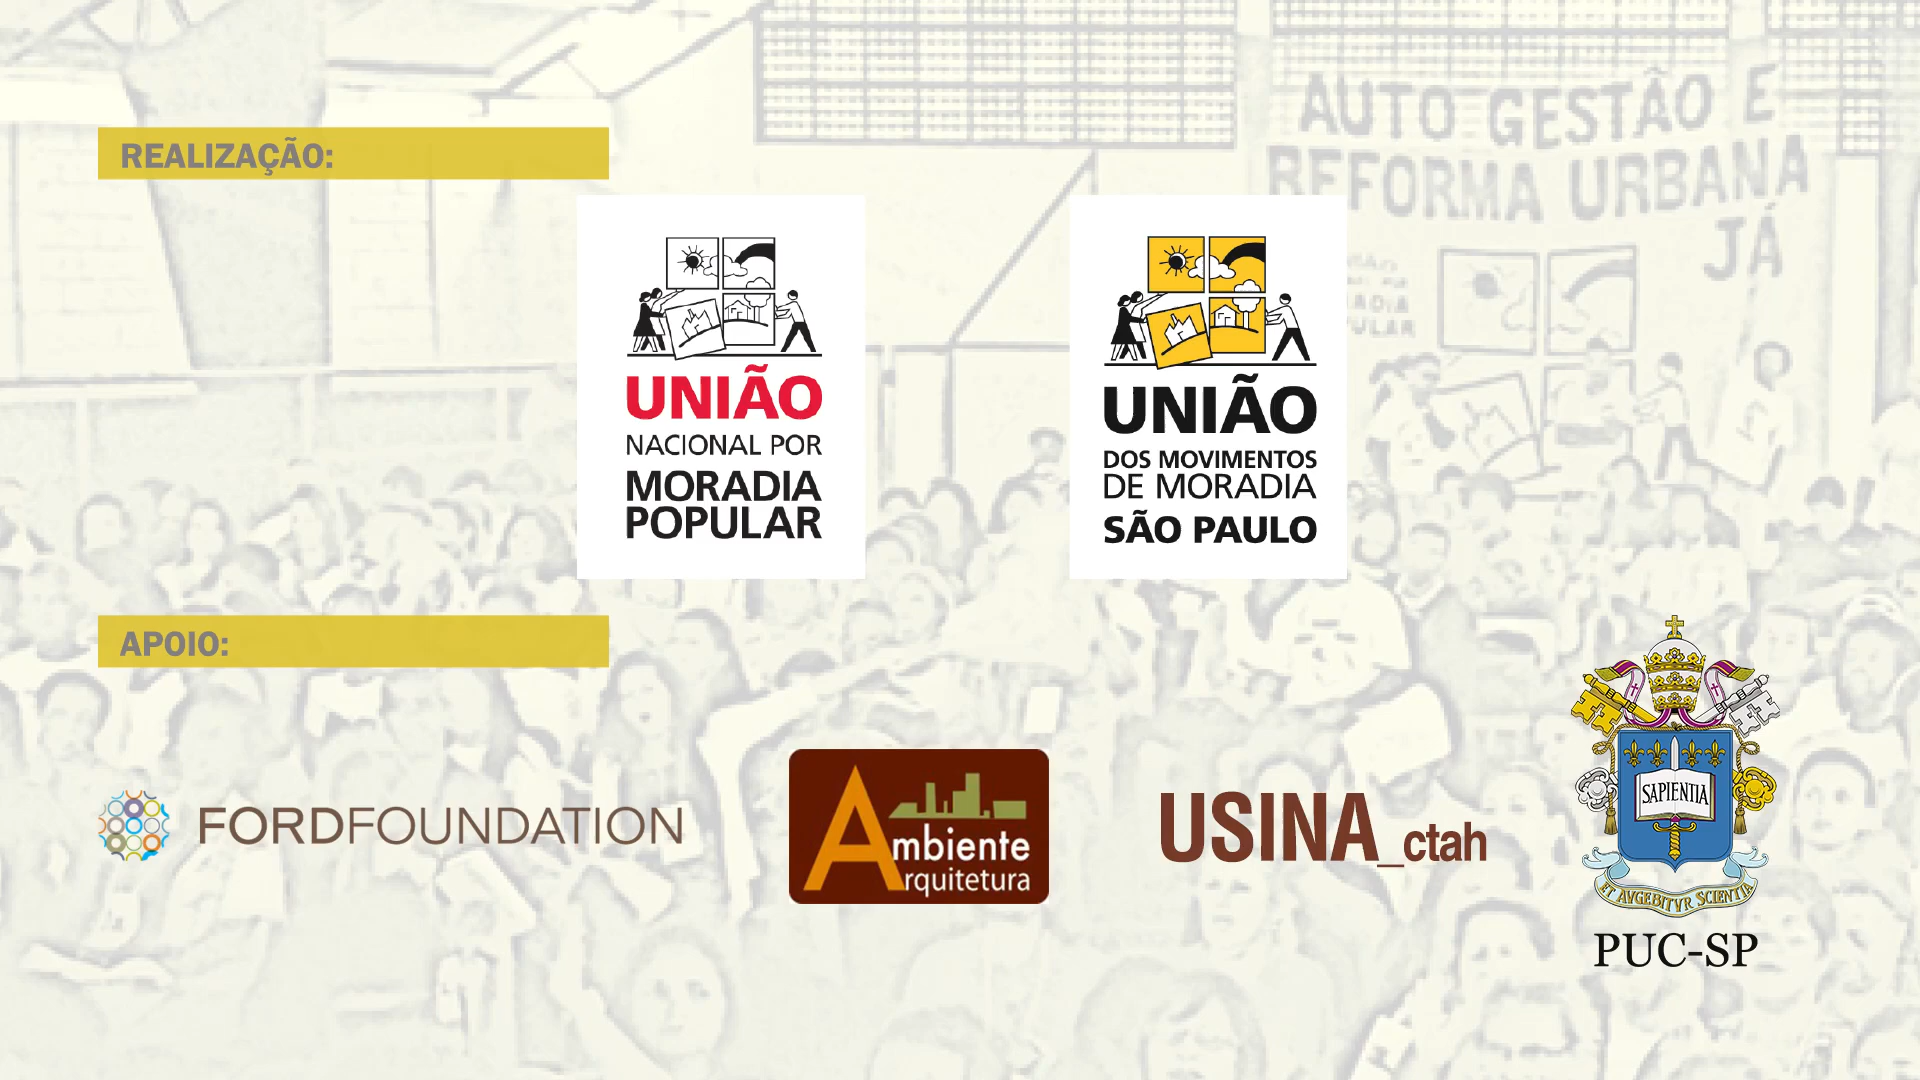 AUTO GESTÃO E
REFORMA URBANA
JÁ
REALIZAÇÃO:
UNIÃO
NACIONAL POR
MORADIA
POPULAR
UNIÃO
DOS MOVIMENTOS
DE MORADIA
SÃO PAULO
APOIO:
FORDFOUNDATION
Ambiente
Arquitetura
USINA_ctah
SAPIENTIA
ET AVGEBITVR SCIENTIA
PUC-SP